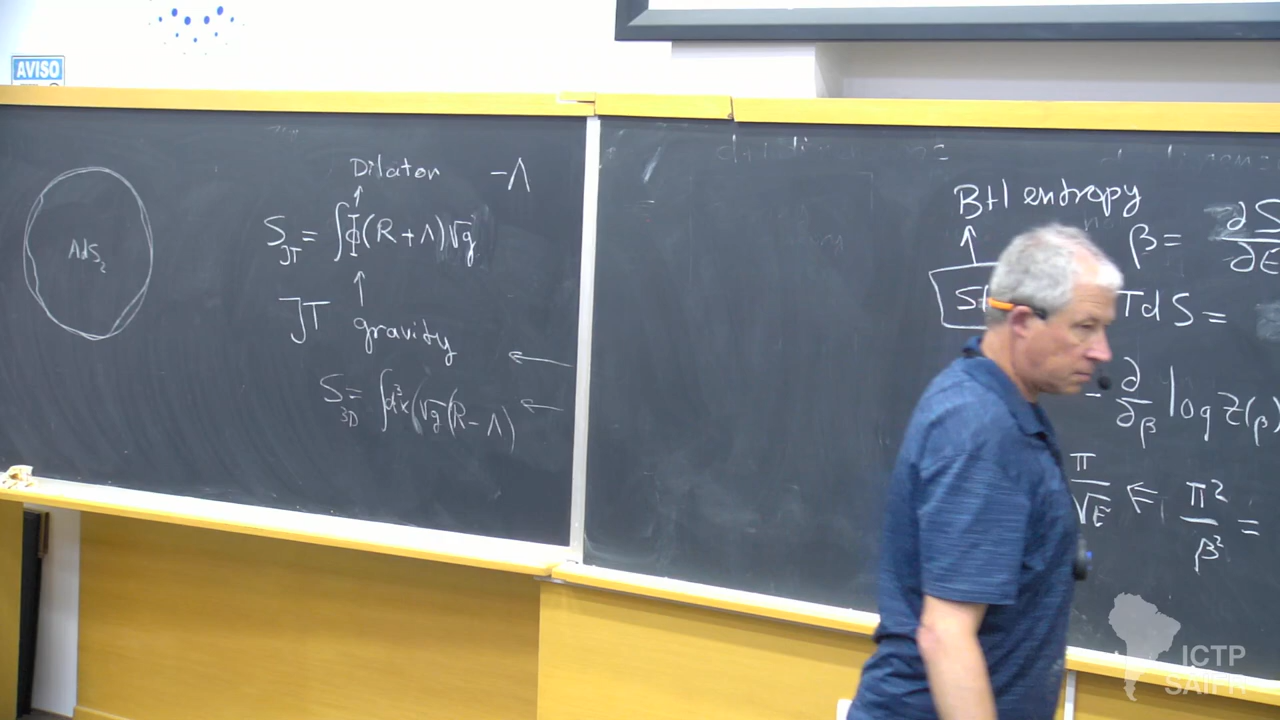 AVISO
AdS₂
Dilaton -Λ
S_JT = ∫Φ(R + Λ)√g
JT gravity
S_3D = ∫d³x(√g(R - Λ)
BH entropy
β = ∂S/∂E
TdS =
- ∂/∂β log Z(β)
π/√E ⇐ π²/β² =
ICTP
SAIFR